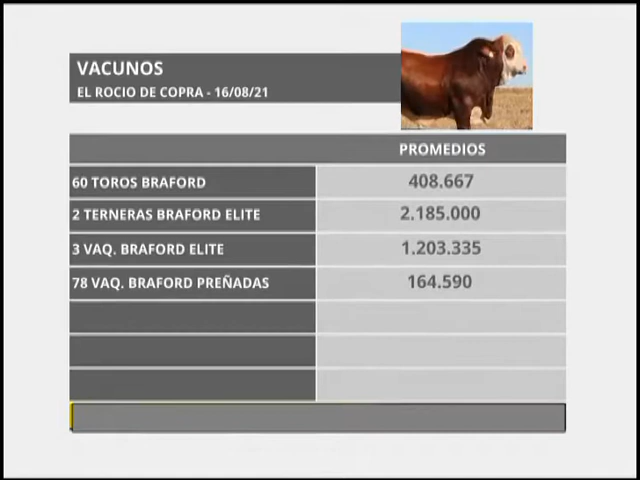 VACUNOS
EL ROCIO DE COPRA - 16/08/21
PROMEDIOS
60 TOROS BRAFORD 408.667
2 TERNERAS BRAFORD ELITE 2.185.000
3 VAQ. BRAFORD ELITE 1.203.335
78 VAQ. BRAFORD PREÑADAS 164.590